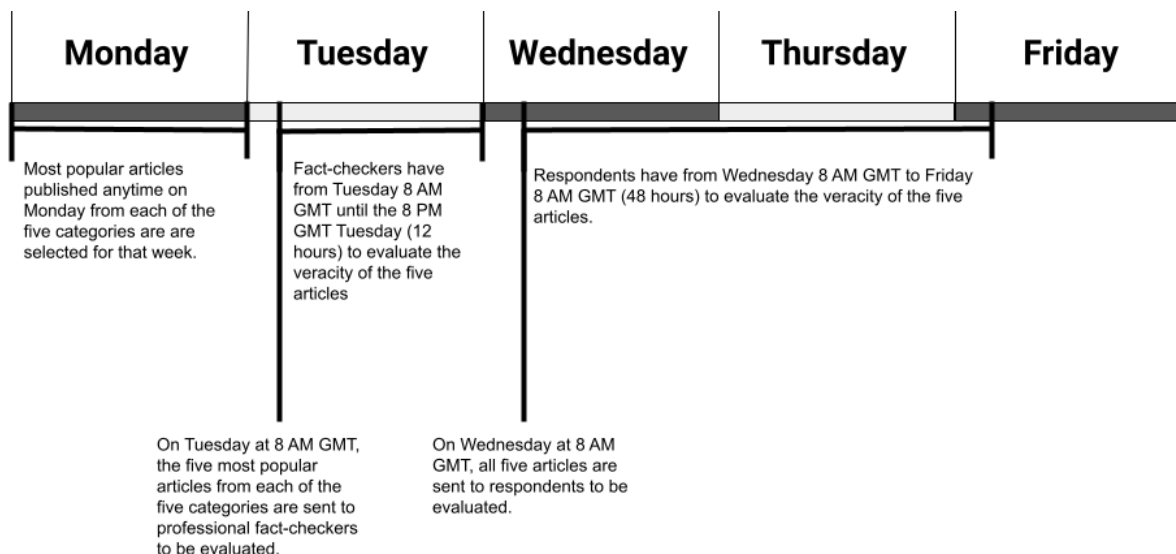 Monday
Tuesday
Wednesday
Thursday
Friday
Most popular articles
published anytime on
Monday from each of the
five categories are are
selected for that week.
Fact-checkers have
from Tuesday 8 AM
GMT until the 8 PM
GMT Tuesday (12
hours) to evaluate the
veracity of the five
articles
Respondents have from Wednesday 8 AM GMT to Friday
8 AM GMT (48 hours) to evaluate the veracity of the five
articles.
On Tuesday at 8 AM GMT,
the five most popular
articles from each of the
five categories are sent to
professional fact-checkers
to be evaluated.
On Wednesday at 8 AM
GMT, all five articles are
sent to respondents to be
evaluated.